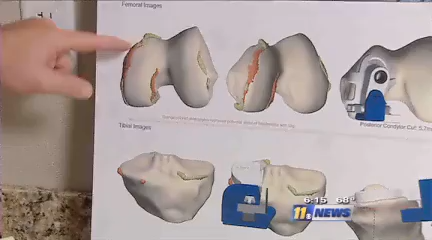 Femoral Images
Posterior Condylar Cut: 5.7m
Tibial Images
6:15 68°
11 NEWS